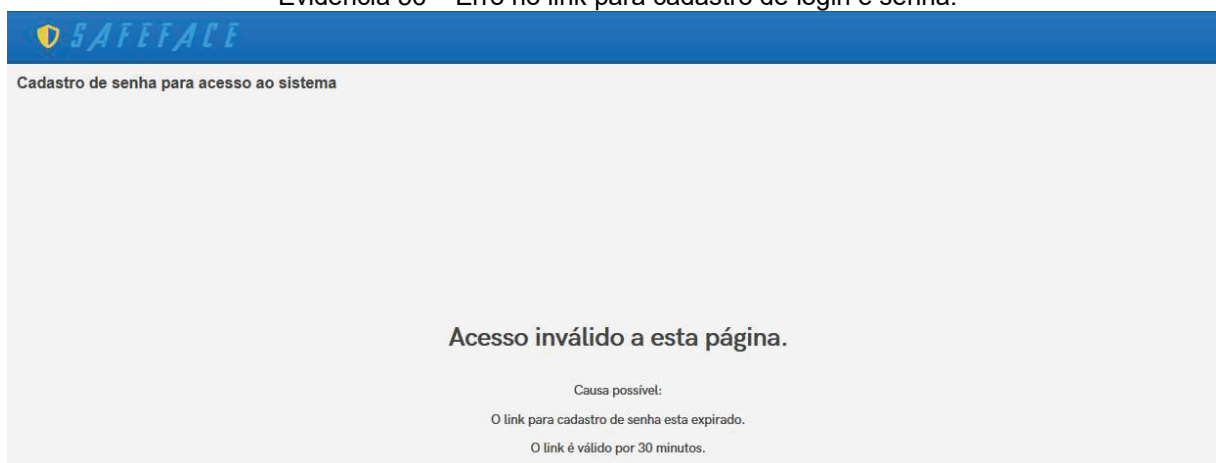 Evidência 36 – Erro no link para cadastro de login e senha.
SAFEFACE
Cadastro de senha para acesso ao sistema
Acesso inválido a esta página.
Causa possível:
O link para cadastro de senha esta expirado.
O link é válido por 30 minutos.